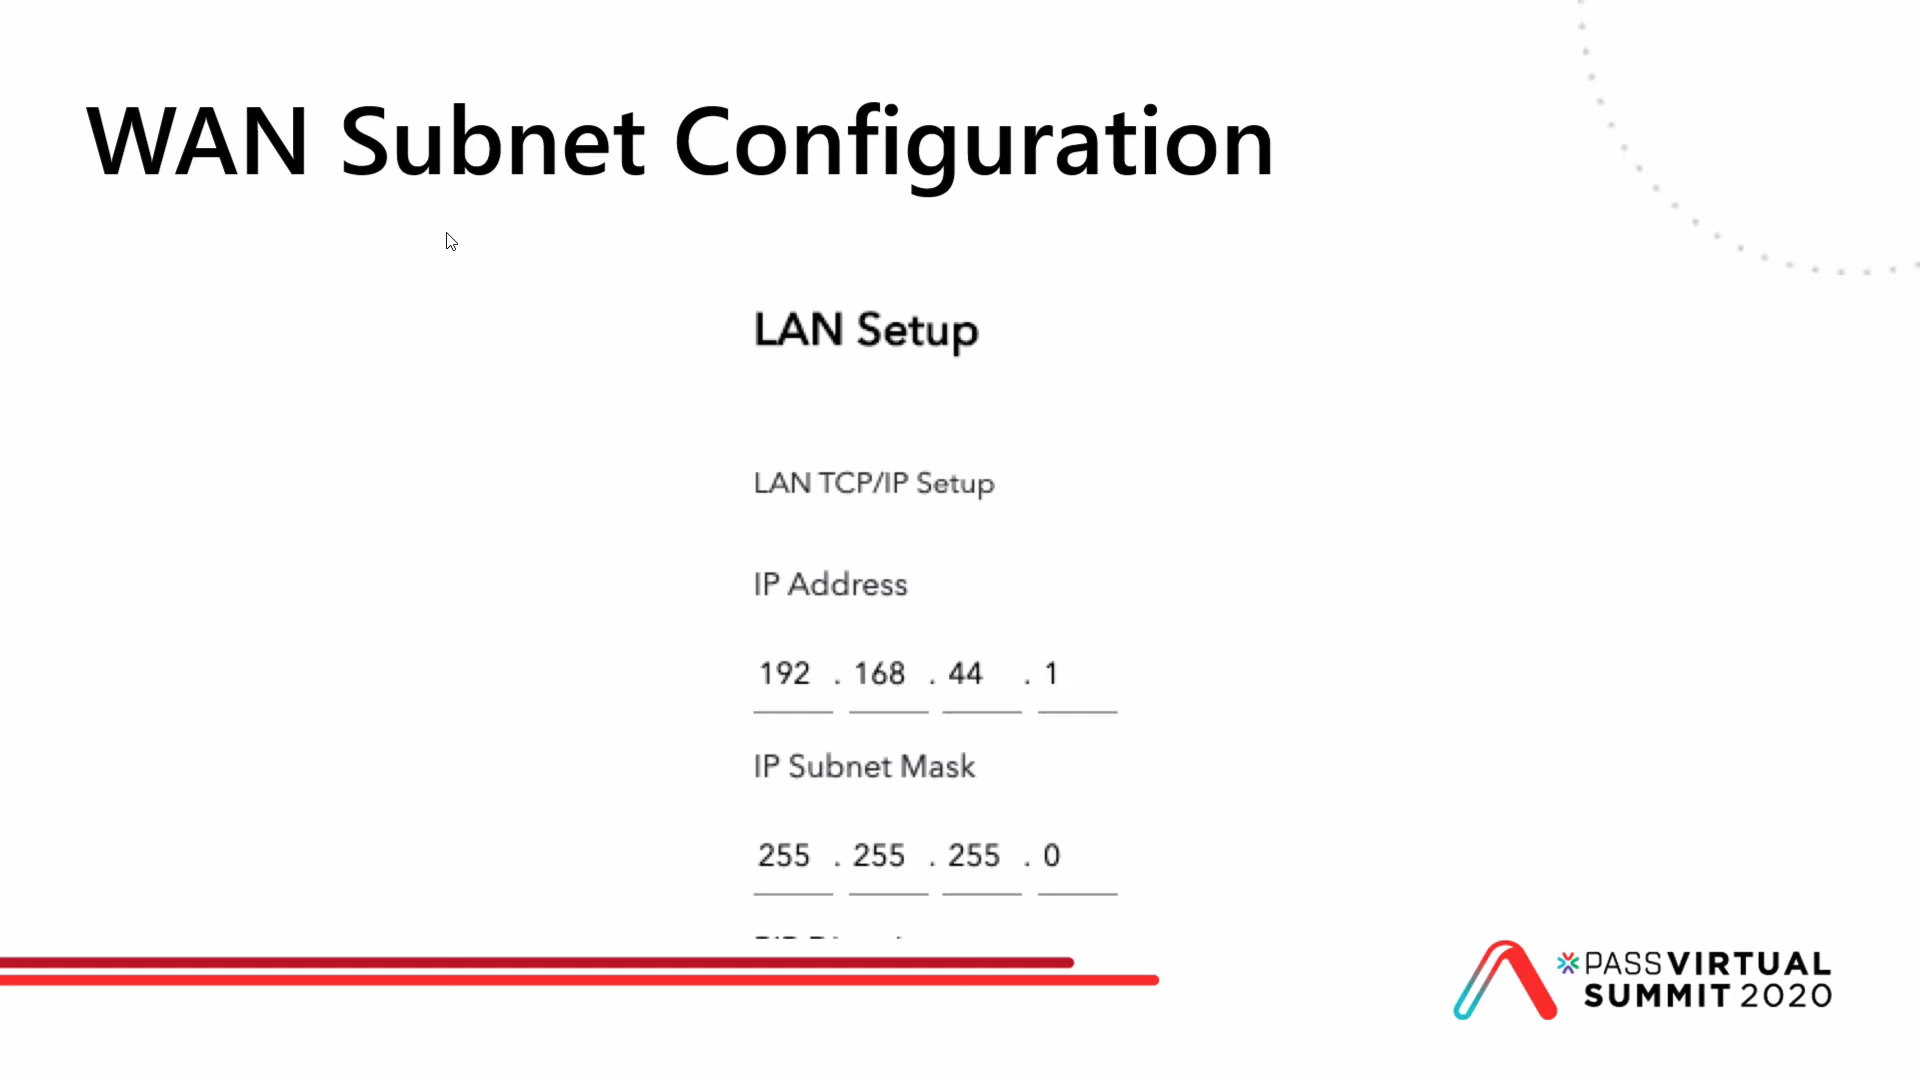 WAN Subnet Configuration
LAN Setup
LAN TCP/IP Setup
IP Address
192 . 168 . 44 . 1
IP Subnet Mask
255 . 255 . 255 . 0
PASS VIRTUAL
SUMMIT 2020